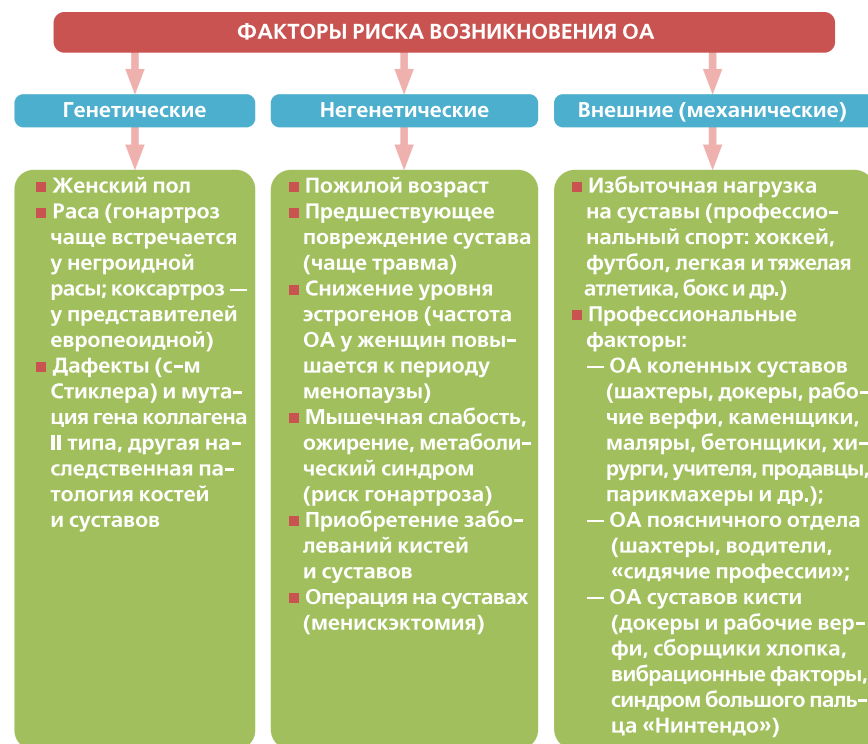 ФАКТОРЫ РИСКА ВОЗНИКНОВЕНИЯ ОА
Генетические
Негенетические
Внешние (механические)
Женский пол
Раса (гонартроз
чаще встречается
у негроидной
расы; коксартроз —
у представителей
европеоидной)
Дафекты (с-м
Стиклера) и мута-
ция гена коллагена
II типа, другая на-
следственная па-
тология костей
и суставов
Пожилой возраст
Предшествующее
повреждение сустава
(чаще травма)
Снижение уровня
эстрогенов (частота
ОА у женщин повы-
шается к периоду
менопаузы)
Мышечная слабость,
ожирение, метаболи-
ческий синдром
(риск гонартроза)
Приобретение забо-
леваний кистей
и суставов
Операция на суставах
(менискэктомия)
Избыточная нагрузка
на суставы (профессио-
нальный спорт: хоккей,
футбол, легкая и тяжелая
атлетика, бокс и др.)
Профессиональные
факторы:
— ОА коленных суставов
(шахтеры, докеры, рабо-
чие верфи, каменщики,
маляры, бетонщики, хи-
рурги, учителя, продавцы,
парикмахеры и др.);
— ОА поясничного отдела
(шахтеры, водители,
«сидячие профессии»;
— ОА суставов кисти
(докеры и рабочие вер-
фи, сборщики хлопка,
вибрационные факторы,
синдром большого паль-
ца «Нинтендо»)